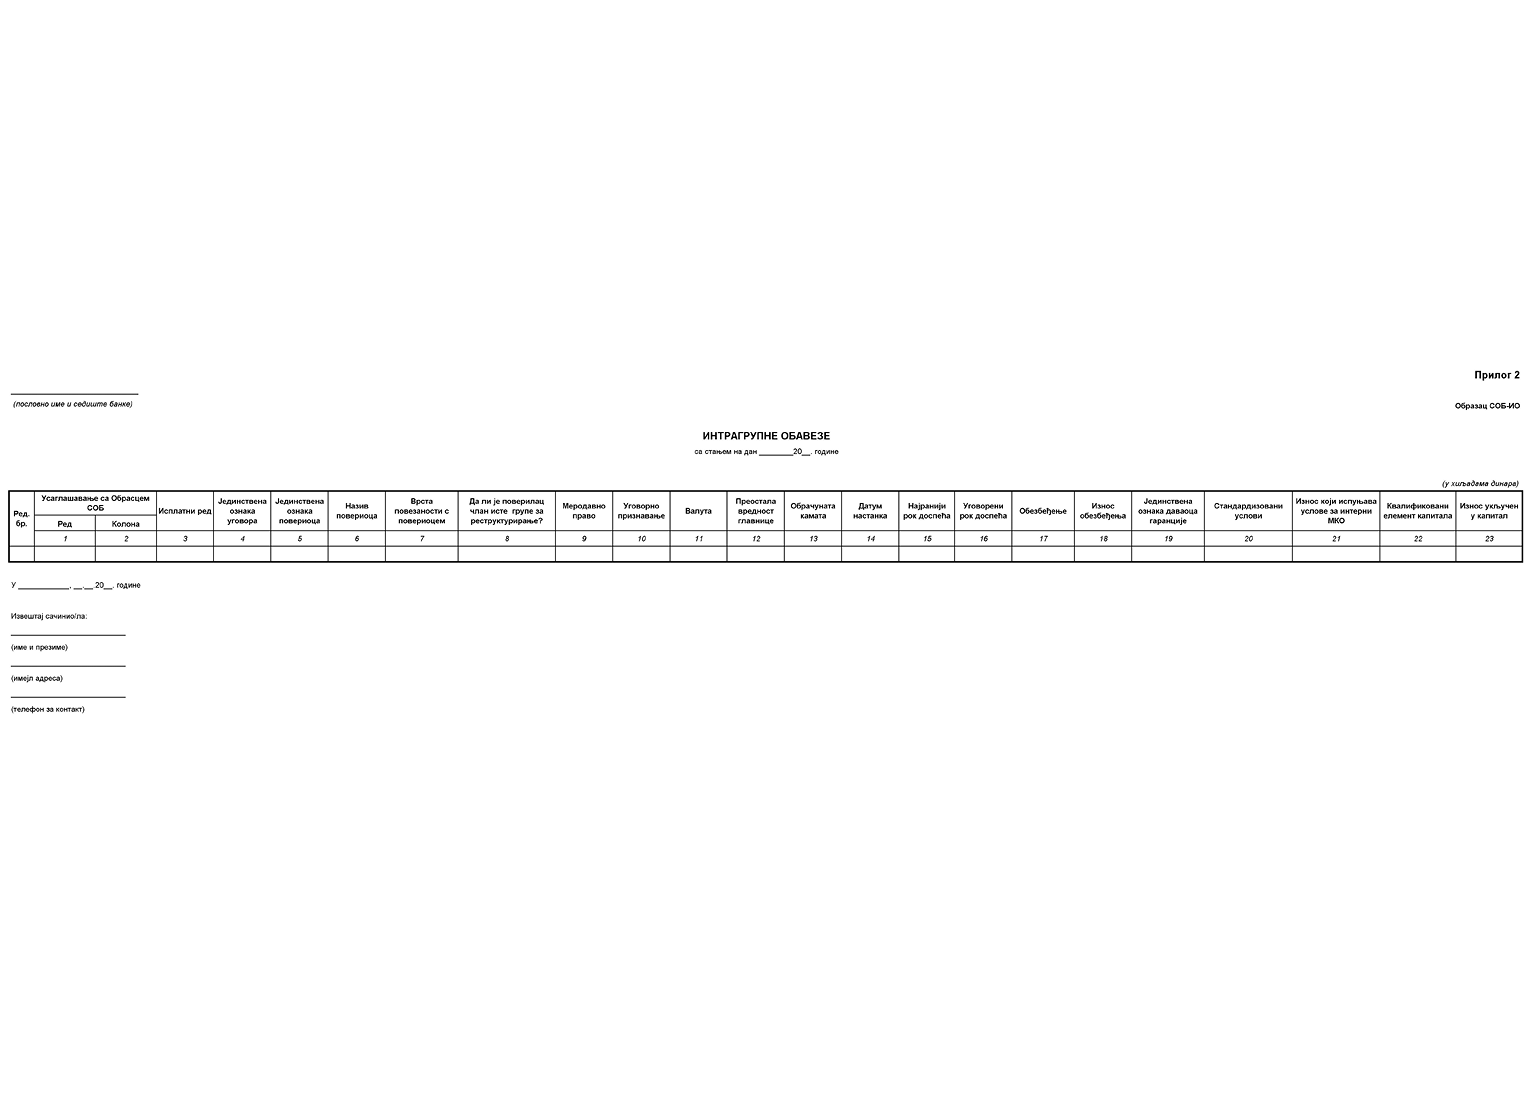 Прилог 2
(пословно име и седиште банке)
Образац СОБ-ИО
ИНТРАГРУПНЕ ОБАВЕЗЕ
са стањем на дан ________20__. године
(у хиљадама динара)
Ред. бр.
Усаглашавање са Обрасцем СОБ
Ред
Колона
Исплатни ред
Јединствена ознака уговора
Јединствена ознака повериоца
Назив повериоца
Врста повезаности с повериоцем
Да ли је поверилац члан исте групе за реструктурирање?
Меродавно право
Уговорно признавање
Валута
Преостала вредност главнице
Обрачуната камата
Датум настанка
Најранији рок доспећа
Уговорени рок доспећа
Обезбеђење
Износ обезбеђења
Јединствена ознака даваоца гаранције
Стандардизовани услови
Износ који испуњава услове за интерни МКО
Квалификовани елемент капитала
Износ укључен у капитал
1 2 3 4 5 6 7 8 9 10 11 12 13 14 15 16 17 18 19 20 21 22 23
У ____________, __.__ 20__. године
Извештај сачинио/ла:
(име и презиме)
(имејл адреса)
(телефон за контакт)